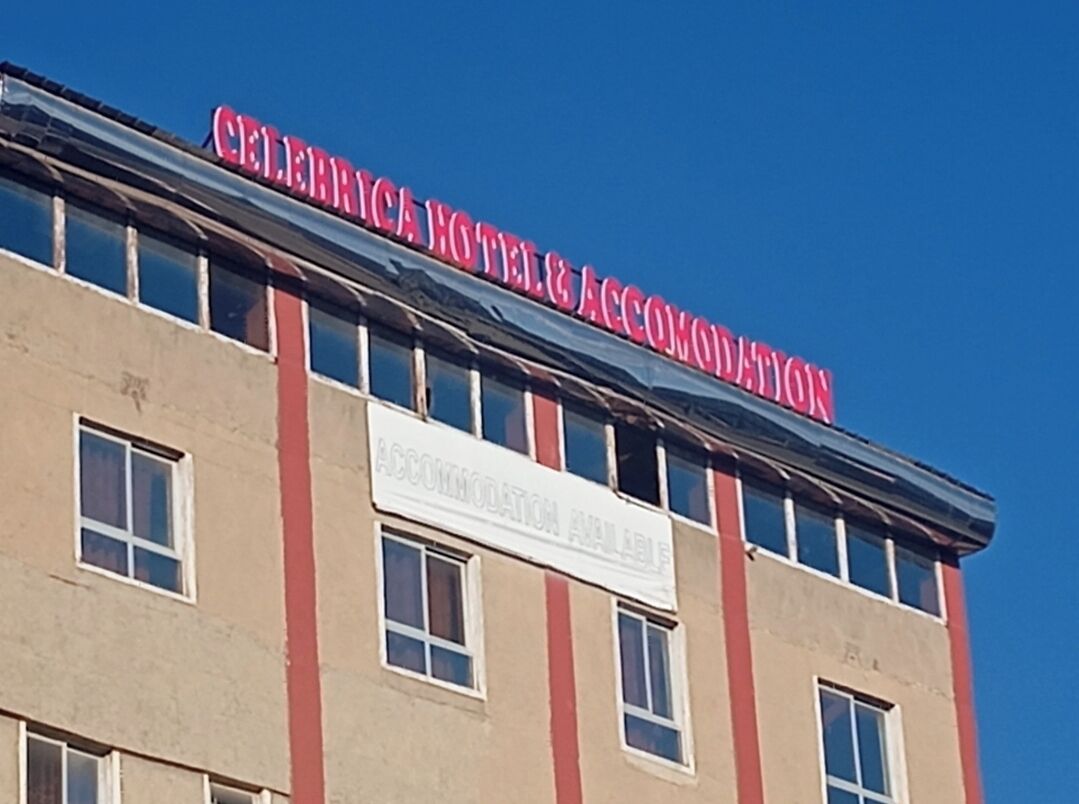 CELEBRICA HOTEL & ACCOMODATION
ACCOMMODATION AVAILABLE